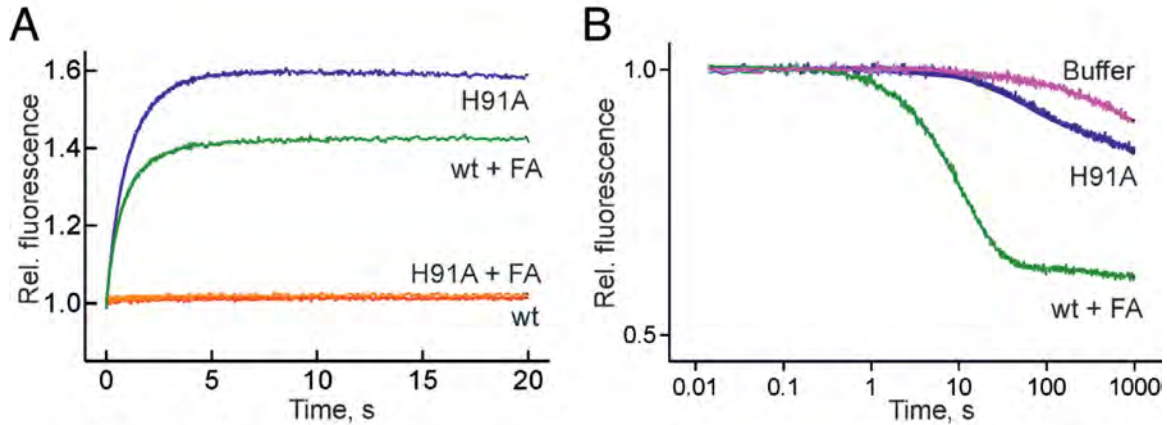 A
Rel. fluorescence
1.6
1.4
1.2
1.0
H91A
wt + FA
H91A + FA
wt
0
5
10
15
20
Time, s
B
Rel. fluorescence
1.0
0.5
Buffer
H91A
wt + FA
0.01
0.1
1
10
100
1000
Time, s